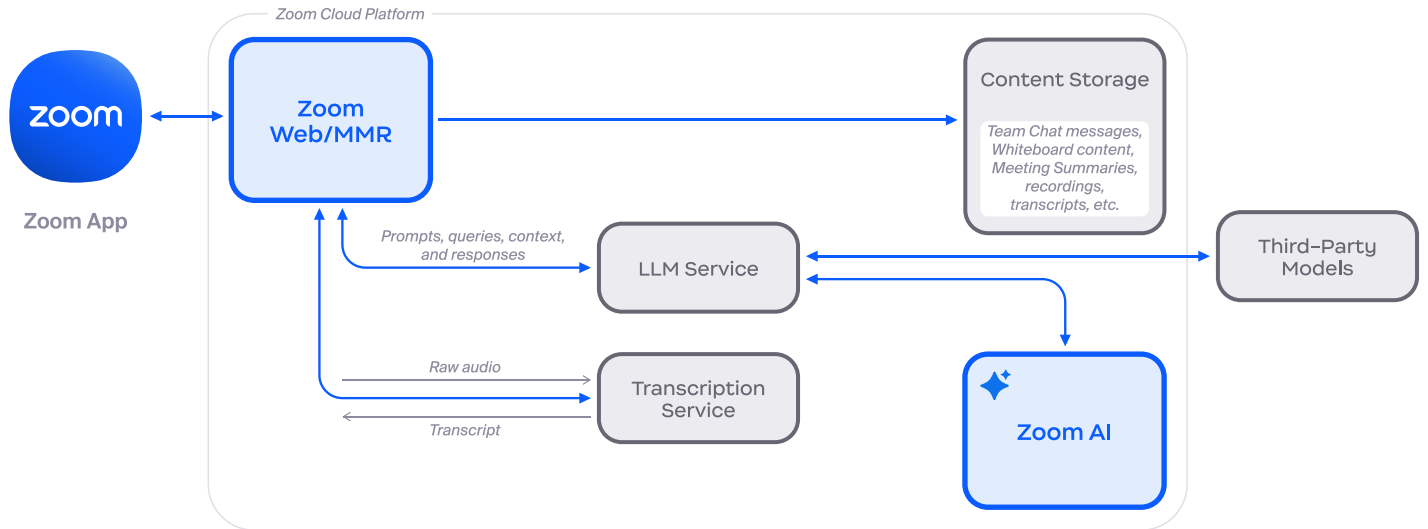 Zoom Cloud Platform
zoom
Zoom App
Zoom
Web/MMR
Content Storage
Team Chat messages,
Whiteboard content,
Meeting Summaries,
recordings,
transcripts, etc.
Prompts, queries, context,
and responses
LLM Service
Third-Party
Models
Raw audio
Transcription
Service
Transcript
Zoom AI